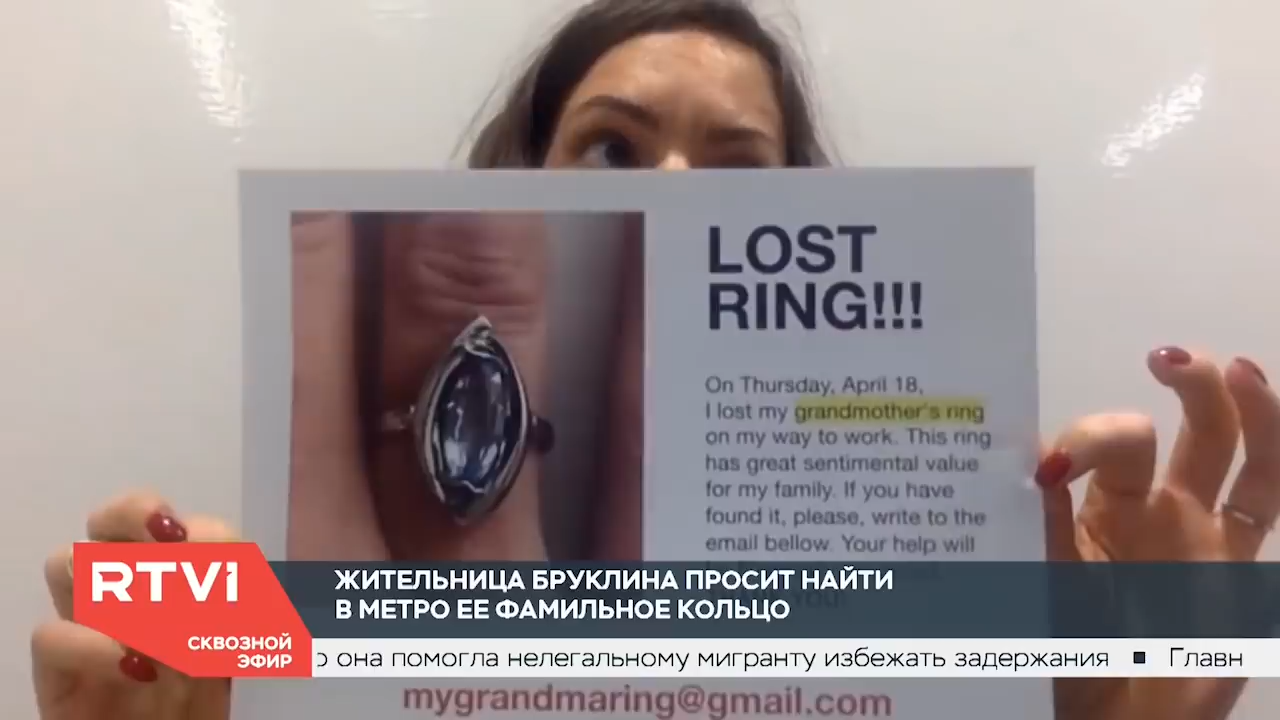 LOST
RING!!!
On Thursday, April 18,
I lost my grandmother's ring
on my way to work. This ring
has great sentimental value
for my family. If you have
found it, please, write to the
email bellow. Your help will
RTVi
СКВОЗНОЙ
ЭФИР
ЖИТЕЛЬНИЦА БРУКЛИНА ПРОСИТ НАЙТИ
В МЕТРО ЕЕ ФАМИЛЬНОЕ КОЛЬЦО
она помогла нелегальному мигранту избежать задержания ■ Главн
mygrandmaring@gmail.com